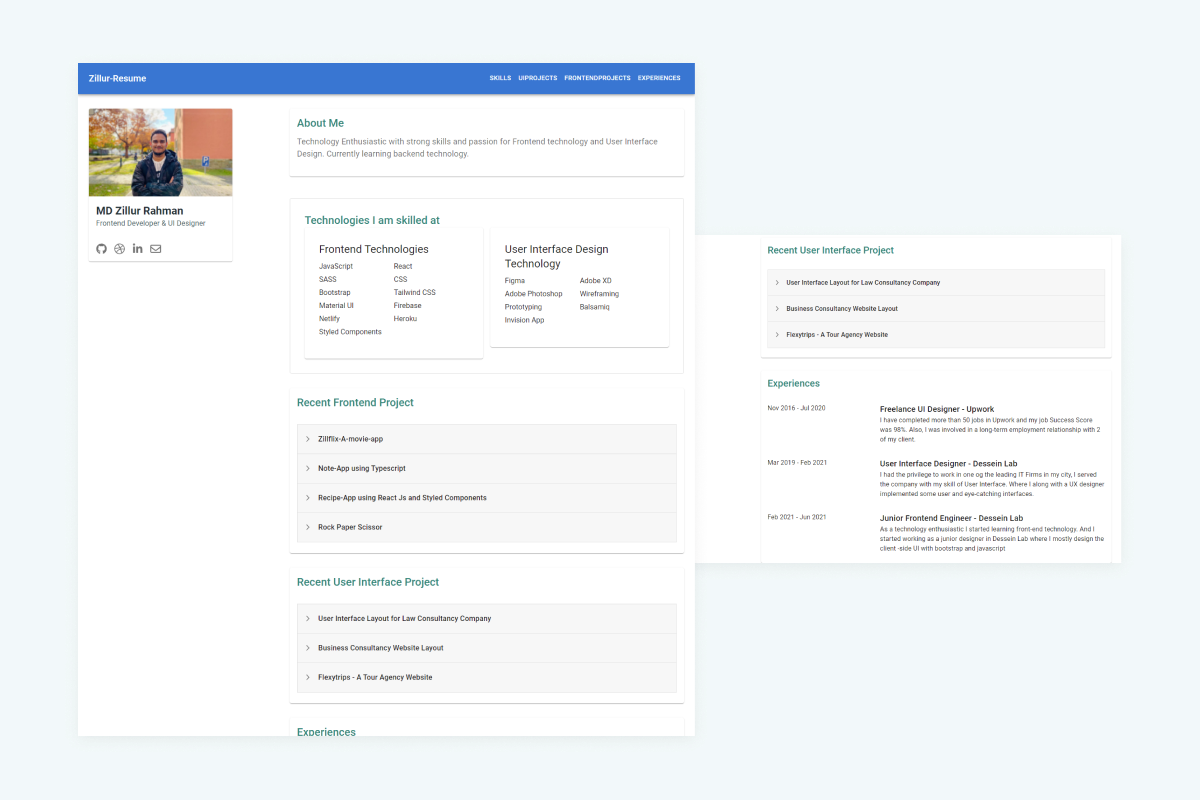 Zillur-Resume
SKILLS UIPROJECTS FRONTENDPROJECTS EXPERIENCES
MD Zillur Rahman
Frontend Developer & UI Designer
About Me
Technology Enthusiastic with strong skills and passion for Frontend technology and User Interface
Design. Currently learning backend technology.
Technologies I am skilled at
Frontend Technologies
JavaScript React
SASS CSS
Bootstrap Tailwind CSS
Material UI Firebase
Netlify Heroku
Styled Components
User Interface Design
Technology
Figma Adobe XD
Adobe Photoshop Wireframing
Prototyping Balsamiq
Invision App
Recent Frontend Project
Zillflix-A-movie-app
Note-App using Typescript
Recipe-App using React Js and Styled Components
Rock Paper Scissor
Recent User Interface Project
User Interface Layout for Law Consultancy Company
Business Consultancy Website Layout
Flexytrips - A Tour Agency Website
Experiences
Recent User Interface Project
User Interface Layout for Law Consultancy Company
Business Consultancy Website Layout
Flexytrips - A Tour Agency Website
Experiences
Nov 2016 - Jul 2020
Freelance UI Designer - Upwork
I have completed more than 50 jobs in Upwork and my job Success Score
was 98%. Also, I was involved in a long-term employment relationship with 2
of my client.
Mar 2019 - Feb 2021
User Interface Designer - Dessein Lab
I had the privilege to work in one og the leading IT Firms in my city, I served
the company with my skill of User Interface. Where I along with a UX designer
implemented some user and eye-catching interfaces.
Feb 2021 - Jun 2021
Junior Frontend Engineer - Dessein Lab
As a technology enthusiastic I started learning front-end technology. And I
started working as a junior designer in Dessein Lab where I mostly design the
client -side UI with bootstrap and javascript